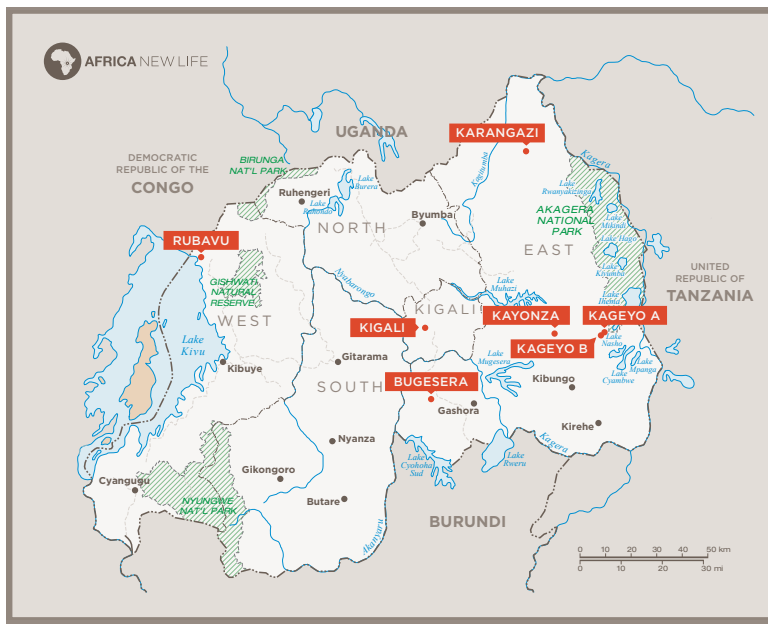 AFRICA NEW LIFE
UGANDA
KARANGAZI
DEMOCRATIC
REPUBLIC OF THE
CONGO
BIRUNGA
NAT'L PARK
Kagitumba
Kagera
Lake
Burera
Ruhengeri
Lake
Ruhondo
Lake
Rwanyakizinga
Byumba
AKAGERA
NATIONAL
PARK
Lake
Mikindi
NORTH
RUBAVU
Lake Hago
EAST
UNITED
REPUBLIC OF
TANZANIA
Lake
Kivumba
GISHWATI
NATURAL
RESERVE
Nyabarongo
Lake
Muhazi
Lake
Ihema
WEST
KIGALI
KAYONZA
KAGEYO A
KIGALI
Lake
Nasho
KAGEYO B
Lake
Kivu
Gitarama
Lake
Mugesera
Kibuye
Lake
Mpanga
Lake
Cyambwe
SOUTH
BUGESERA
Kibungo
Gashora
Kirehe
Nyanza
Kagera
Lake
Cyohoha
Sud
Lake
Rweru
Gikongoro
Cyangugu
NYUNGWE
NAT'L PARK
Butare
Akanyaru
BURUNDI
0 10 20 30 40 50 km
0 10 20 30 mi